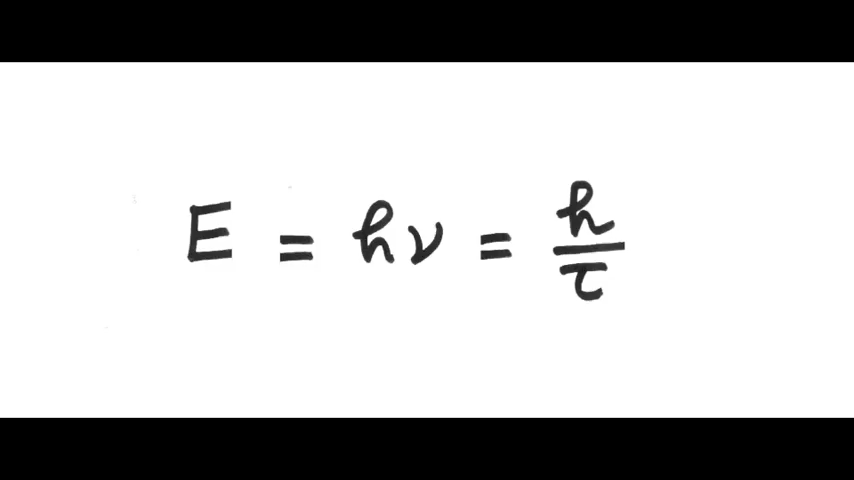 E = hν = h/τ